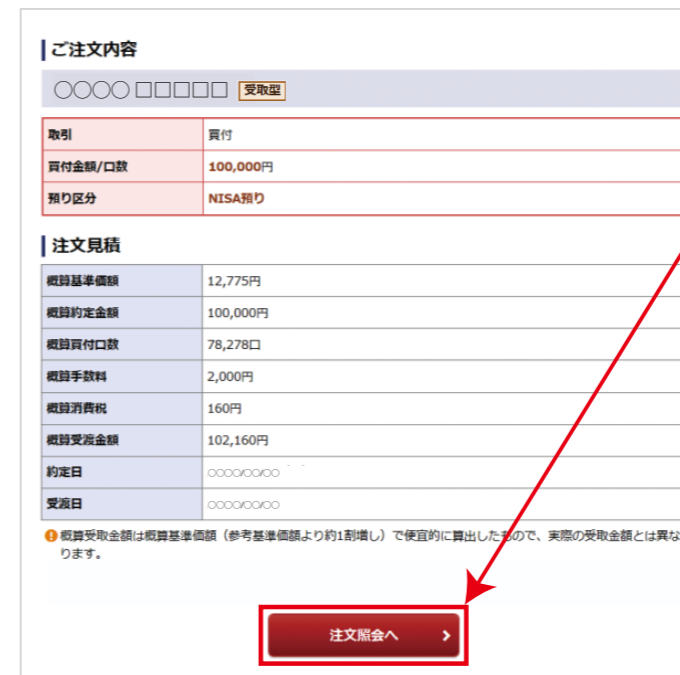 ご注文内容
○○○○ □□□□□ 受取型
取引 買付
買付金額/口数 100,000円
預り区分 NISA預り
注文見積
概算基準価額 12,775円
概算約定金額 100,000円
概算買付口数 78,278口
概算手数料 2,000円
概算消費税 160円
概算受渡金額 102,160円
約定日 ○○○○/○○/○○
受渡日 ○○○○/○○/○○
概算受取金額は概算基準価額（参考基準価額より約1割増し）で便宜的に算出したもので、実際の受取金額とは異な
ります。
注文照会へ